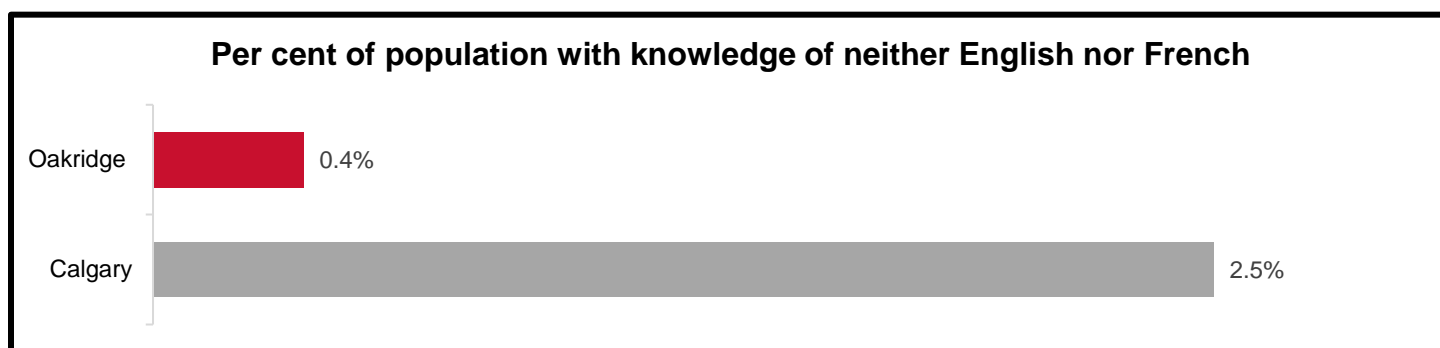 Per cent of population with knowledge of neither English nor French
Oakridge 0.4%
Calgary 2.5%